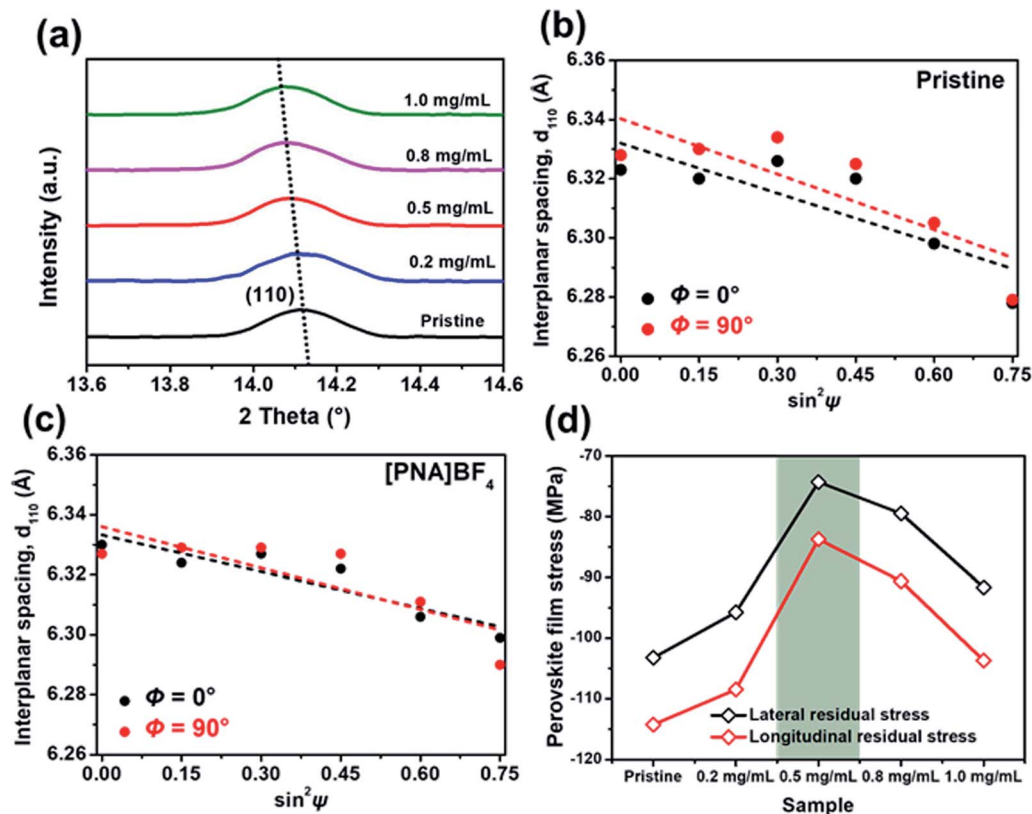 (a)
Intensity (a.u.)
1.0 mg/mL
0.8 mg/mL
0.5 mg/mL
0.2 mg/mL
(110)
Pristine
13.6 13.8 14.0 14.2 14.4 14.6
2 Theta (°)
(b)
Interplanar spacing, d110 (Å)
6.36
6.34
6.32
6.30
6.28
6.26
Pristine
Φ = 0°
Φ = 90°
0.00 0.15 0.30 0.45 0.60 0.75
sin²ψ
(c)
Interplanar spacing, d110 (Å)
6.36
6.34
6.32
6.30
6.28
6.26
[PNA]BF4
Φ = 0°
Φ = 90°
0.00 0.15 0.30 0.45 0.60 0.75
sin²ψ
(d)
Perovskite film stress (MPa)
-70
-80
-90
-100
-110
-120
Lateral residual stress
Longitudinal residual stress
Pristine 0.2 mg/mL 0.5 mg/mL 0.8 mg/mL 1.0 mg/mL
Sample